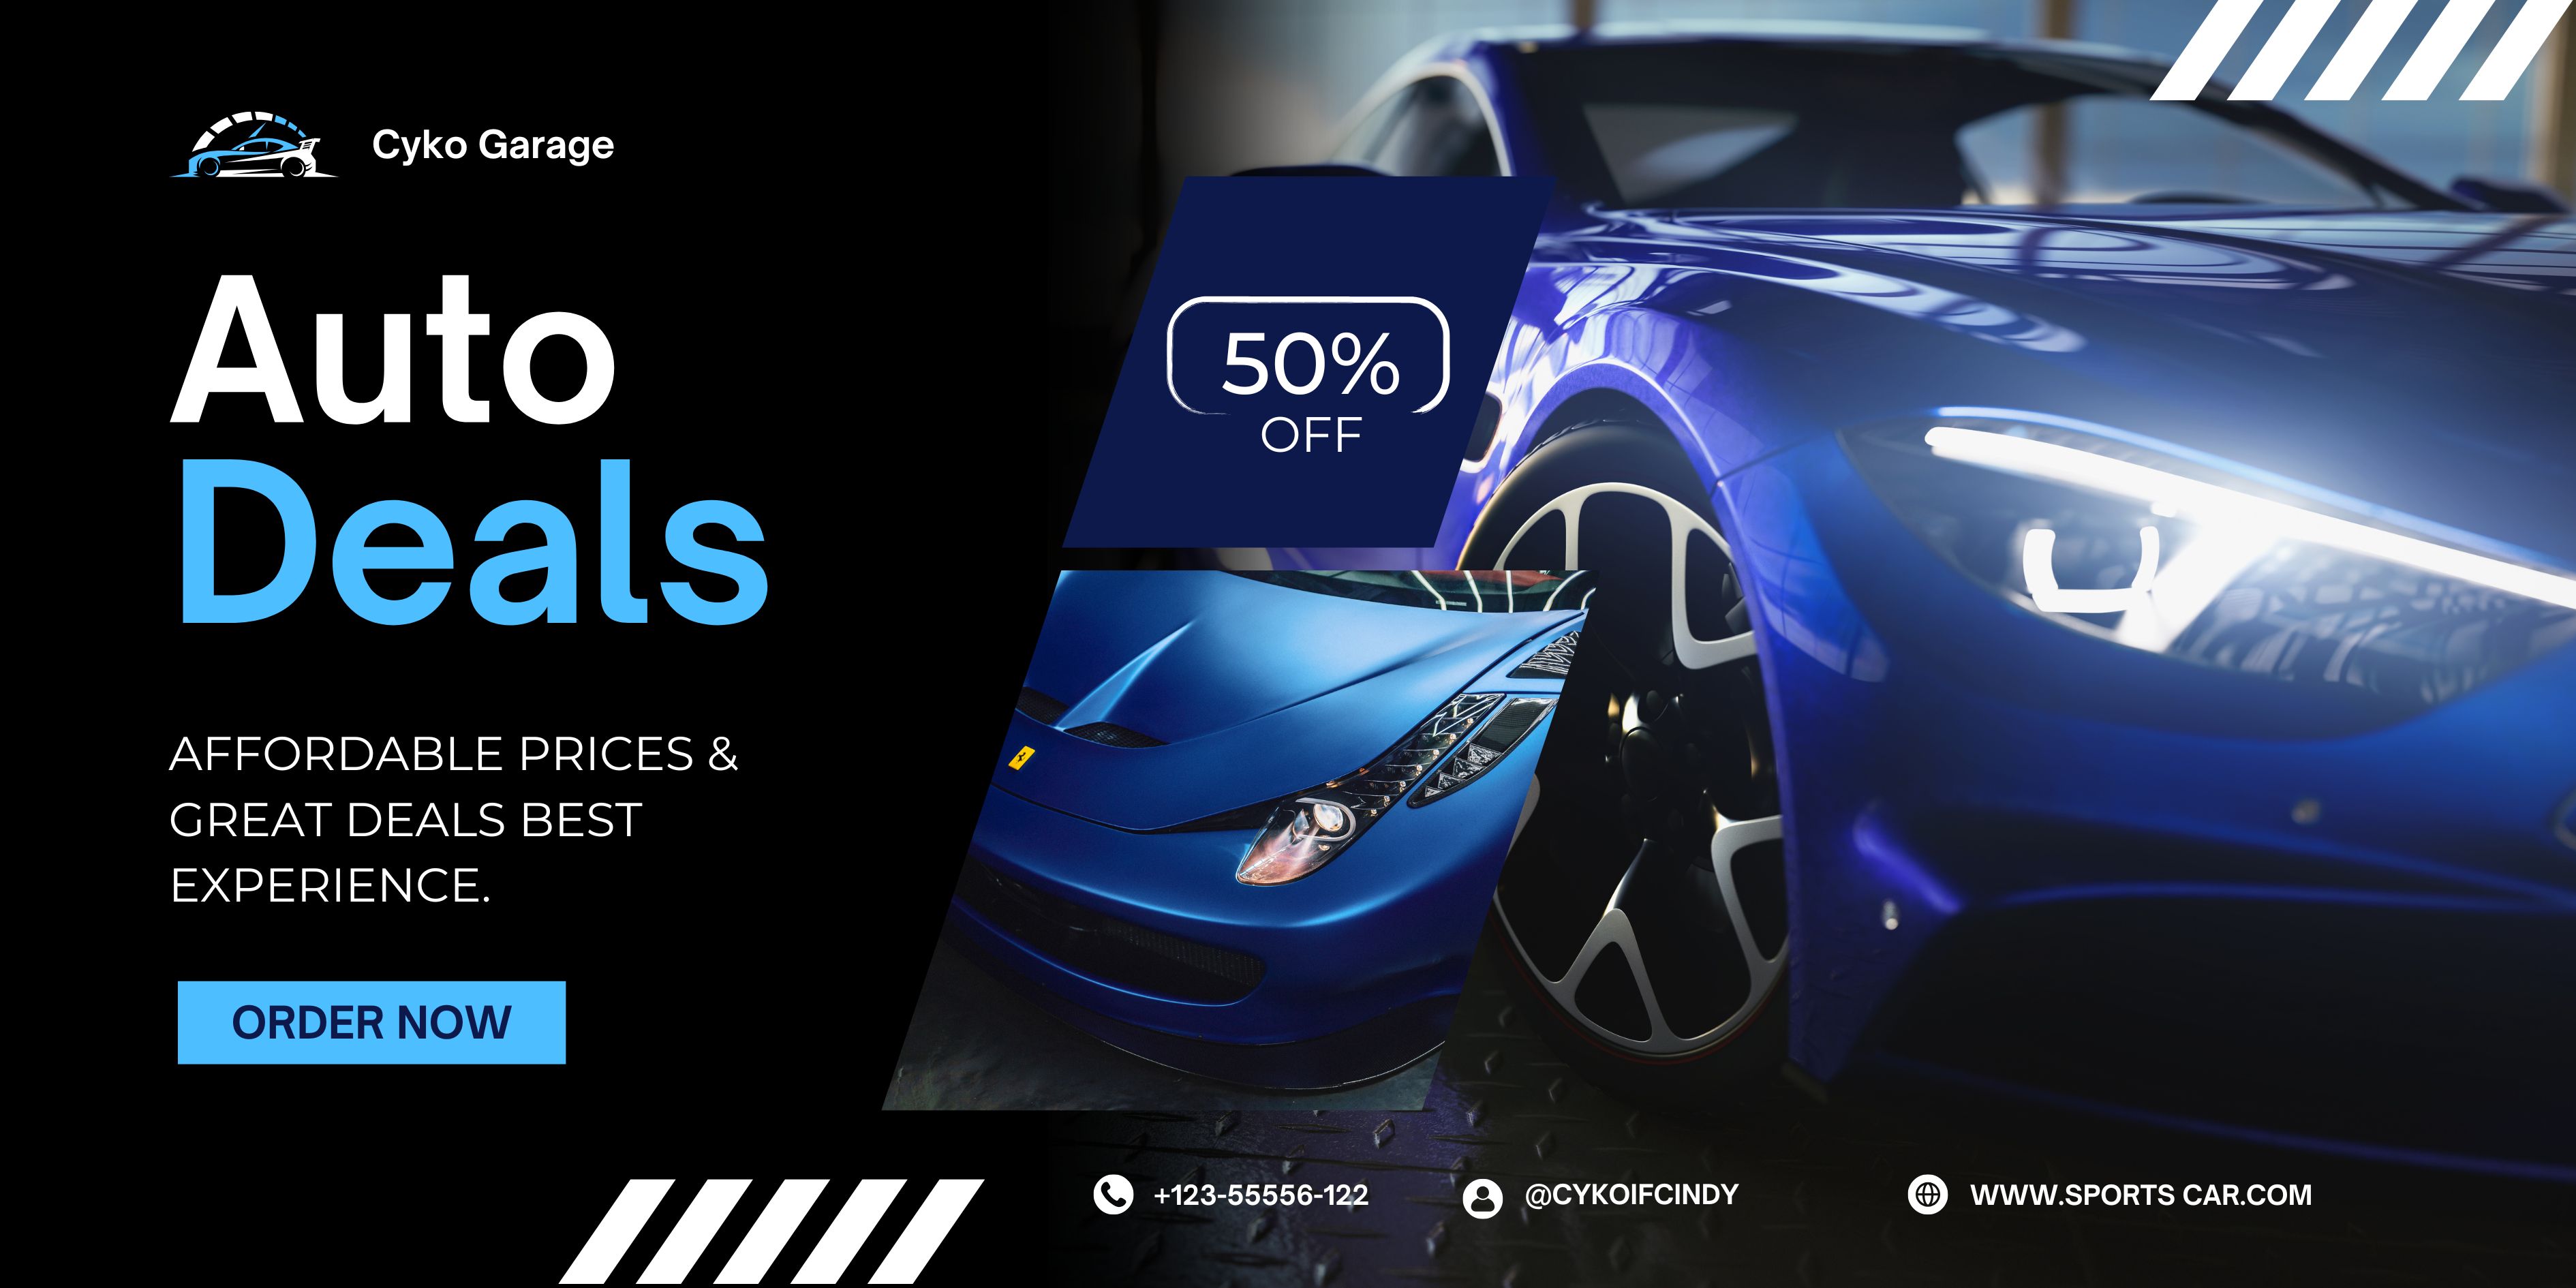 Cyko Garage
Auto
Deals
AFFORDABLE PRICES &
GREAT DEALS BEST
EXPERIENCE.
ORDER NOW
50%
OFF
+123-55556-122
@CYKOIFCINDY
WWW.SPORTS CAR.COM